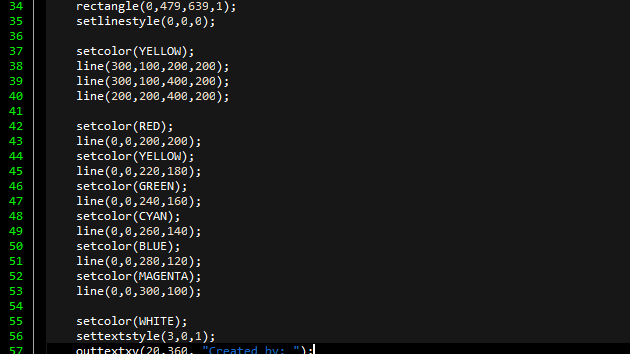 34 rectangle(0,479,639,1);
35 setlinestyle(0,0,0);
36
37 setcolor(YELLOW);
38 line(300,100,200,200);
39 line(300,100,400,200);
40 line(200,200,400,200);
41
42 setcolor(RED);
43 line(0,0,200,200);
44 setcolor(YELLOW);
45 line(0,0,220,180);
46 setcolor(GREEN);
47 line(0,0,240,160);
48 setcolor(CYAN);
49 line(0,0,260,140);
50 setcolor(BLUE);
51 line(0,0,280,120);
52 setcolor(MAGENTA);
53 line(0,0,300,100);
54
55 setcolor(WHITE);
56 settextstyle(3,0,1);
57 outtextxy(20,360, "Created by: ");